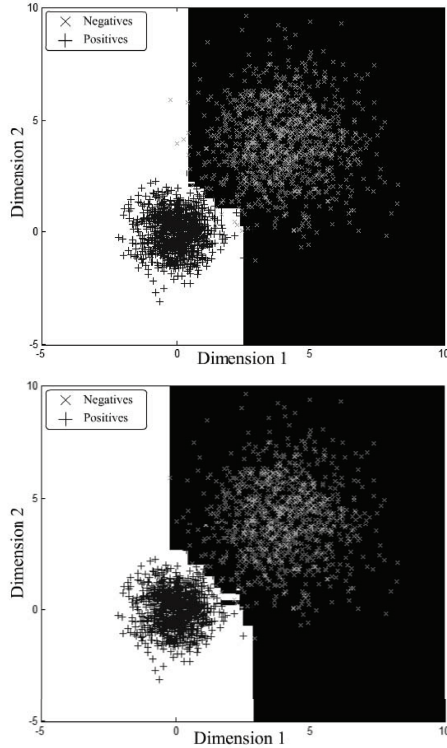 10
× Negatives
+ Positives
5
0
-5
Dimension 2
-5 0 5 10
Dimension 1
10
× Negatives
+ Positives
5
0
-5
Dimension 2
-5 0 5 10
Dimension 1